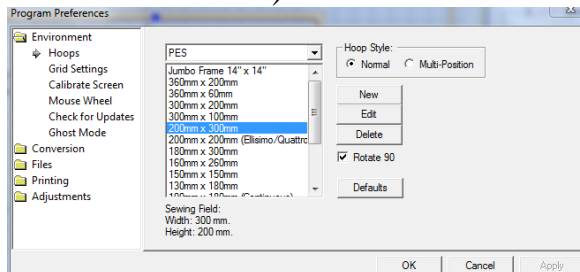 Program Preferences
Environment
Hoops
Grid Settings
Calibrate Screen
Mouse Wheel
Check for Updates
Ghost Mode
Conversion
Files
Printing
Adjustments
PES
Jumbo Frame 14" x 14"
360mm x 200mm
360mm x 60mm
300mm x 200mm
300mm x 100mm
200mm x 300mm
200mm x 200mm (Ellisimo/Quattro
180mm x 300mm
160mm x 260mm
150mm x 150mm
130mm x 180mm
Sewing Field:
Width: 300 mm.
Height: 200 mm.
Hoop Style:
Normal Multi-Position
New
Edit
Delete
Rotate 90
Defaults
OK Cancel Apply